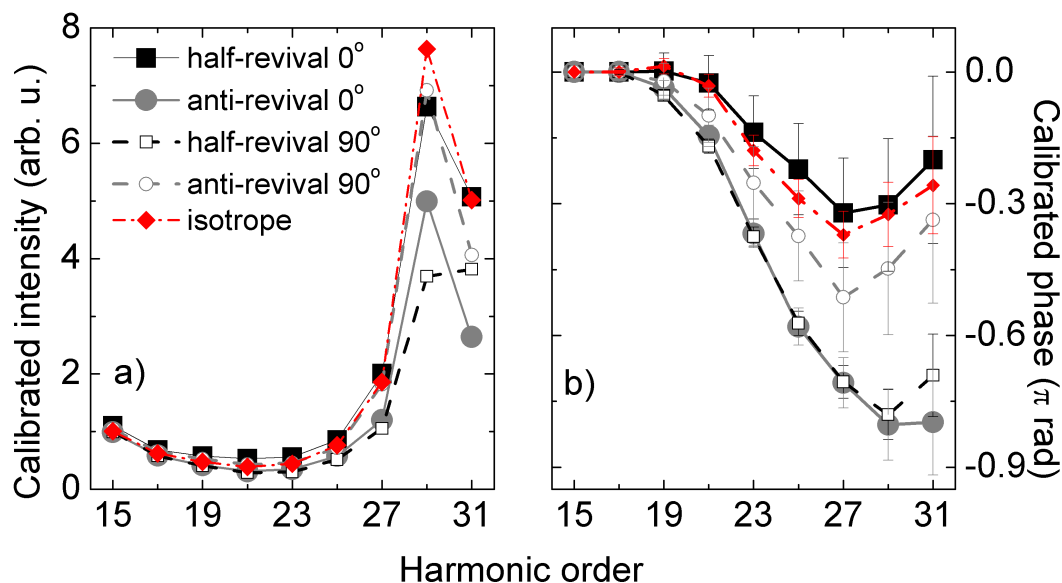 Calibrated intensity (arb. u.)
8
6
4
2
0
half-revival 0°
anti-revival 0°
half-revival 90°
anti-revival 90°
isotrope
a)
15 19 23 27 31
b)
15 19 23 27 31
0.0
-0.3
-0.6
-0.9
Calibrated phase (π rad)
Harmonic order